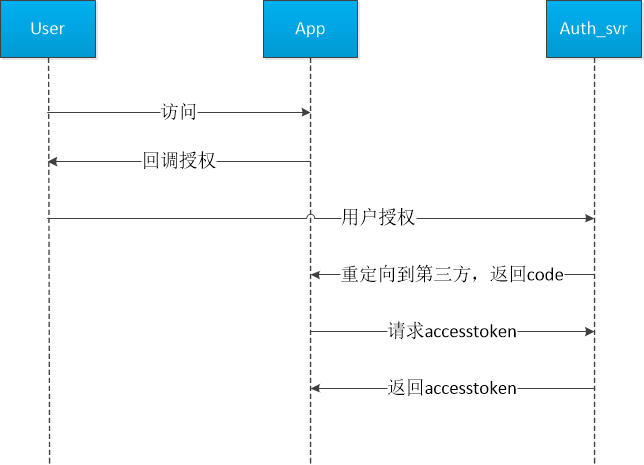 User
App
Auth_svr
访问
回调授权
用户授权
重定向到第三方，返回code
请求accesstoken
返回accesstoken